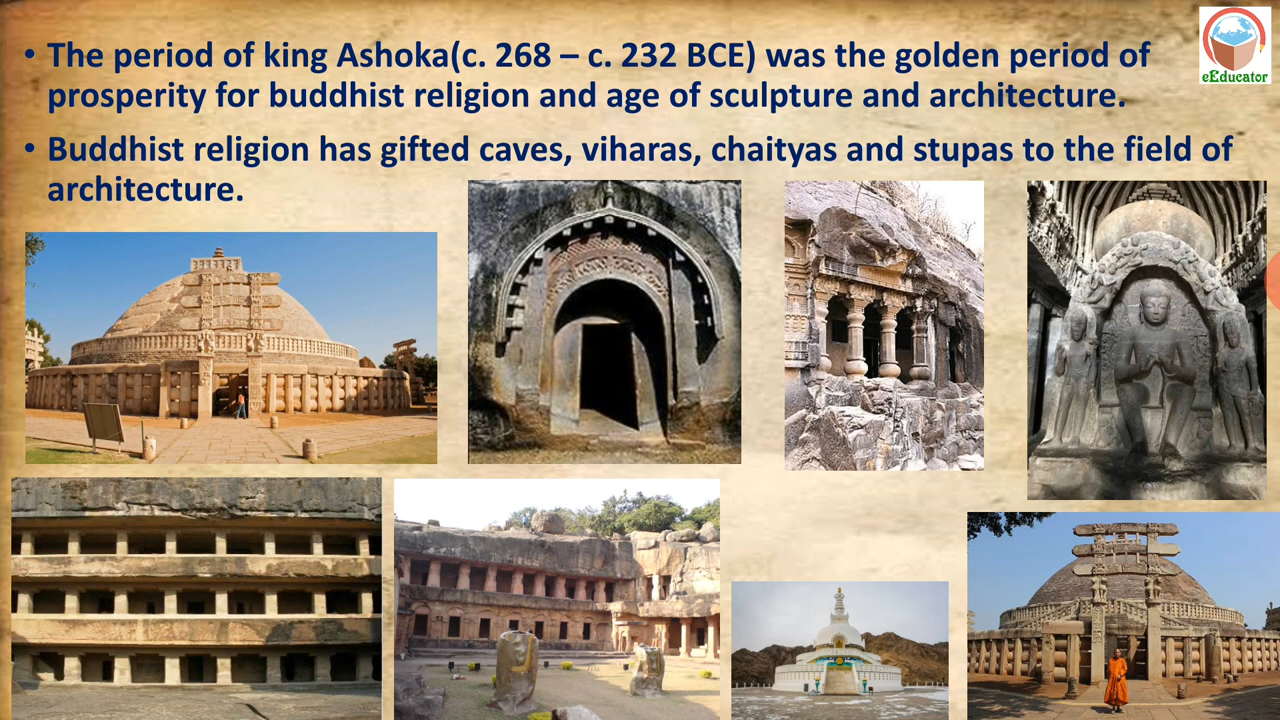 • The period of king Ashoka(c. 268 – c. 232 BCE) was the golden period of
prosperity for buddhist religion and age of sculpture and architecture.
• Buddhist religion has gifted caves, viharas, chaityas and stupas to the field of
architecture.
eEducator